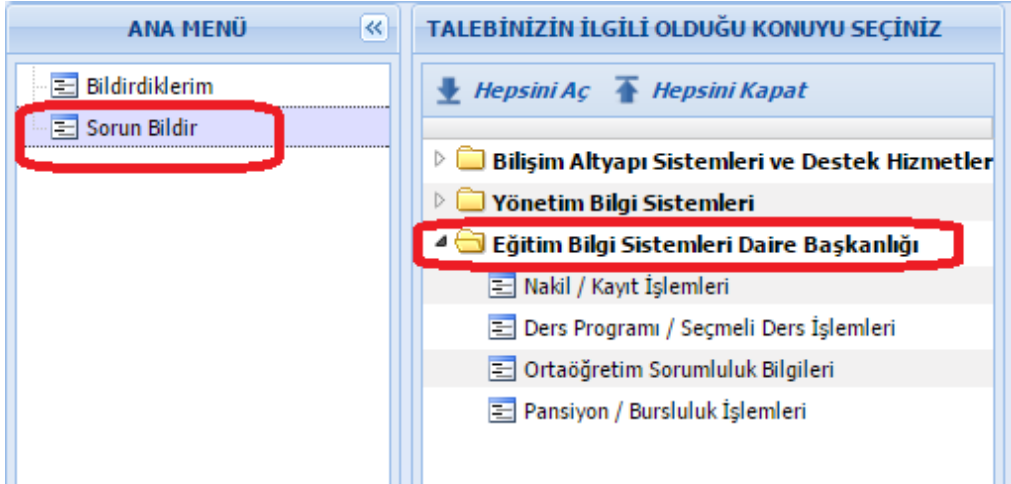 ANA MENÜ
Bildirdiklerim
Sorun Bildir
TALEBİNİZİN İLGİLİ OLDUĞU KONUYU SEÇİNİZ
Hepsini Aç Hepsini Kapat
Bilişim Altyapı Sistemleri ve Destek Hizmetler
Yönetim Bilgi Sistemleri
Eğitim Bilgi Sistemleri Daire Başkanlığı
Nakil / Kayıt İşlemleri
Ders Programı / Seçmeli Ders İşlemleri
Ortaöğretim Sorumluluk Bilgileri
Pansiyon / Bursluluk İşlemleri